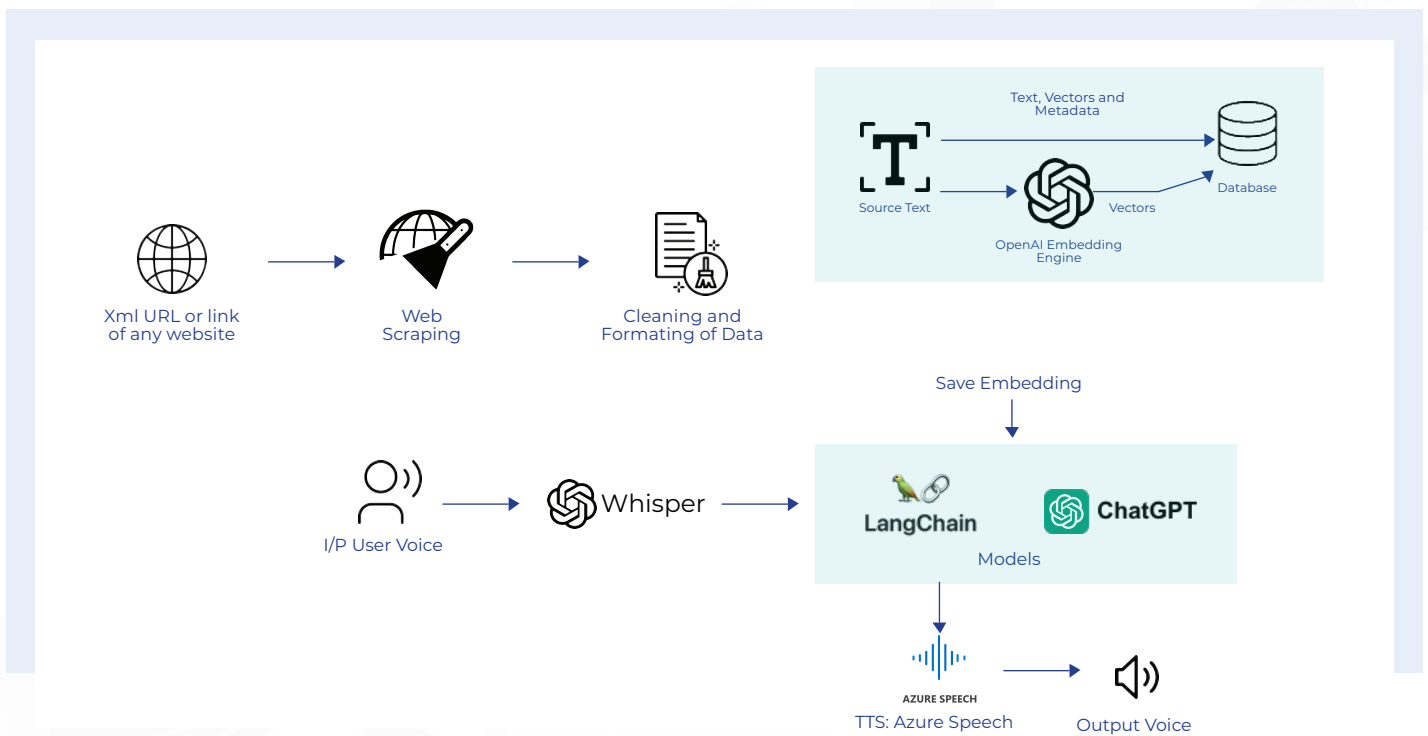 Text, Vectors and
Metadata
Source Text
Vectors
Database
OpenAI Embedding
Engine
Xml URL or link
of any website
Web
Scraping
Cleaning and
Formating of Data
Save Embedding
I/P User Voice
Whisper
LangChain
ChatGPT
Models
AZURE SPEECH
TTS: Azure Speech
Output Voice